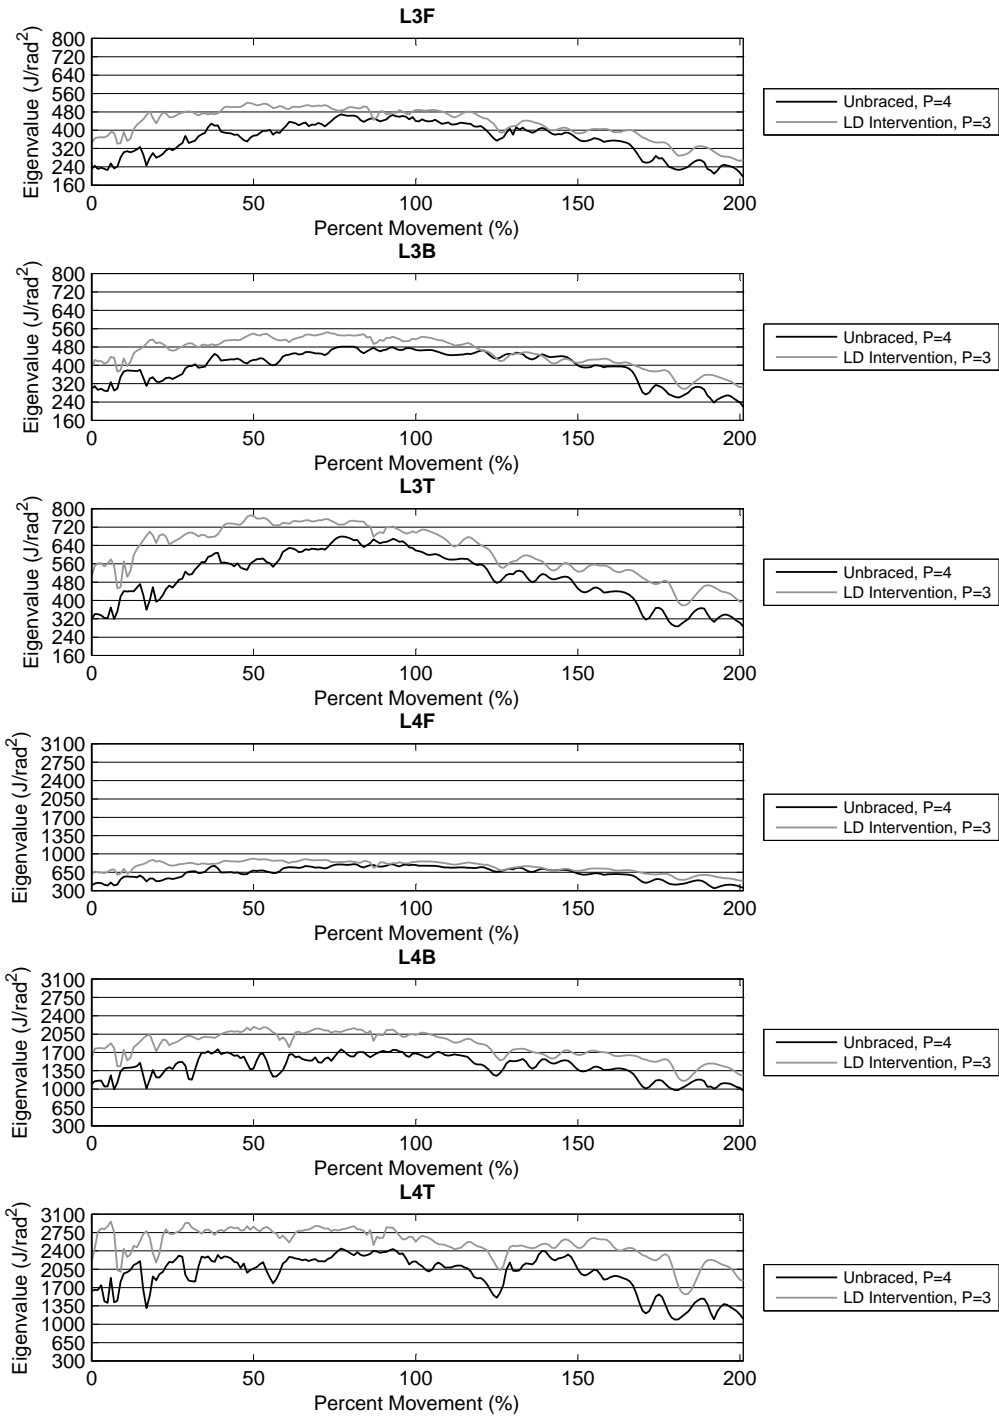 L3F
Eigenvalue (J/rad²)
800
720
640
560
480
400
320
240
160
0 50 100 150 200
Percent Movement (%)
Unbraced, P=4
LD Intervention, P=3
L3B
Eigenvalue (J/rad²)
800
720
640
560
480
400
320
240
160
0 50 100 150 200
Percent Movement (%)
Unbraced, P=4
LD Intervention, P=3
L3T
Eigenvalue (J/rad²)
800
720
640
560
480
400
320
240
160
0 50 100 150 200
Percent Movement (%)
Unbraced, P=4
LD Intervention, P=3
L4F
Eigenvalue (J/rad²)
3100
2750
2400
2050
1700
1350
1000
650
300
0 50 100 150 200
Percent Movement (%)
Unbraced, P=4
LD Intervention, P=3
L4B
Eigenvalue (J/rad²)
3100
2750
2400
2050
1700
1350
1000
650
300
0 50 100 150 200
Percent Movement (%)
Unbraced, P=4
LD Intervention, P=3
L4T
Eigenvalue (J/rad²)
3100
2750
2400
2050
1700
1350
1000
650
300
0 50 100 150 200
Percent Movement (%)
Unbraced, P=4
LD Intervention, P=3